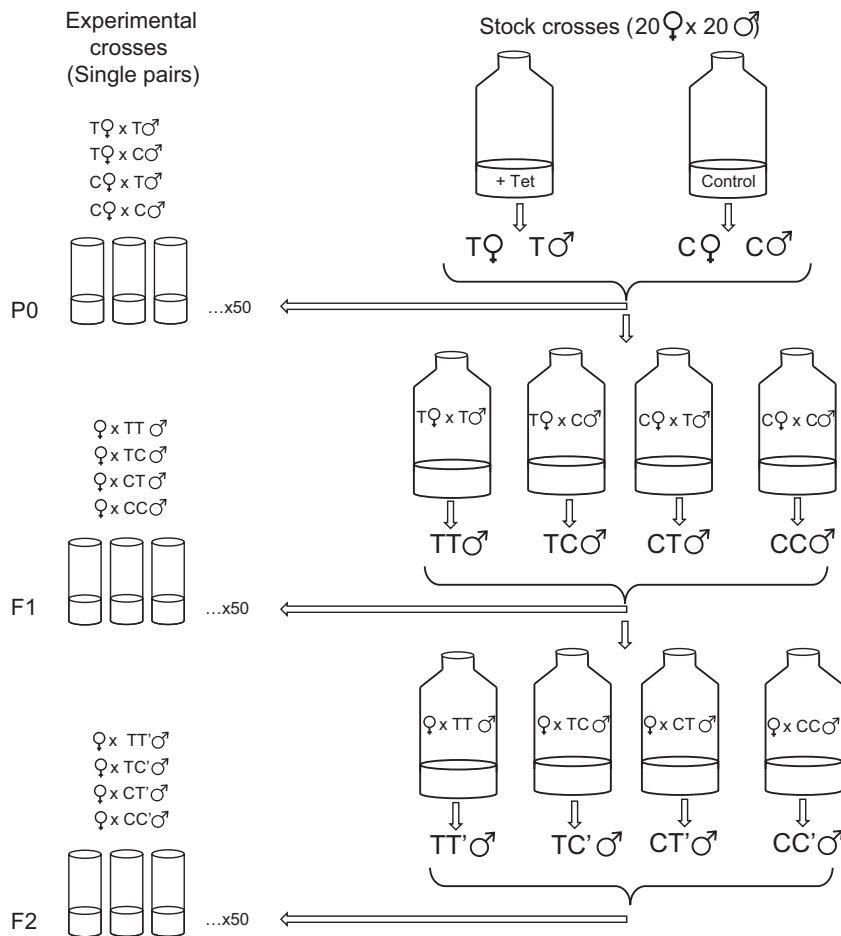 Experimental
crosses
(Single pairs)
Stock crosses (20♀ x 20♂)
T♀ x T♂
T♀ x C♂
C♀ x T♂
C♀ x C♂
+ Tet
Control
T♀ T♂ C♀ C♂
P0
...x50
T♀ x T♂
T♀ x C♂
C♀ x T♂
C♀ x C♂
♀ x TT ♂
♀ x TC♂
♀ x CT♂
♀ x CC♂
TT♂ TC♂ CT♂ CC♂
F1
...x50
♀ x TT ♂
♀ x TC ♂
♀ x CT ♂
♀ x CC ♂
♀ x TT'♂
♀ x TC'♂
♀ x CT'♂
♀ x CC'♂
TT'♂ TC'♂ CT'♂ CC'♂
F2
...x50